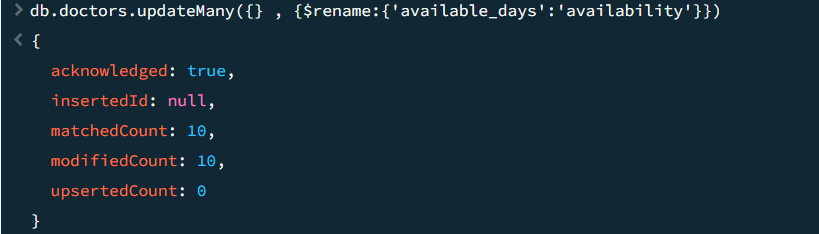 > db.doctors.updateMany({} , {$rename:{'available_days':'availability'}})
< {
acknowledged: true,
insertedId: null,
matchedCount: 10,
modifiedCount: 10,
upsertedCount: 0
}